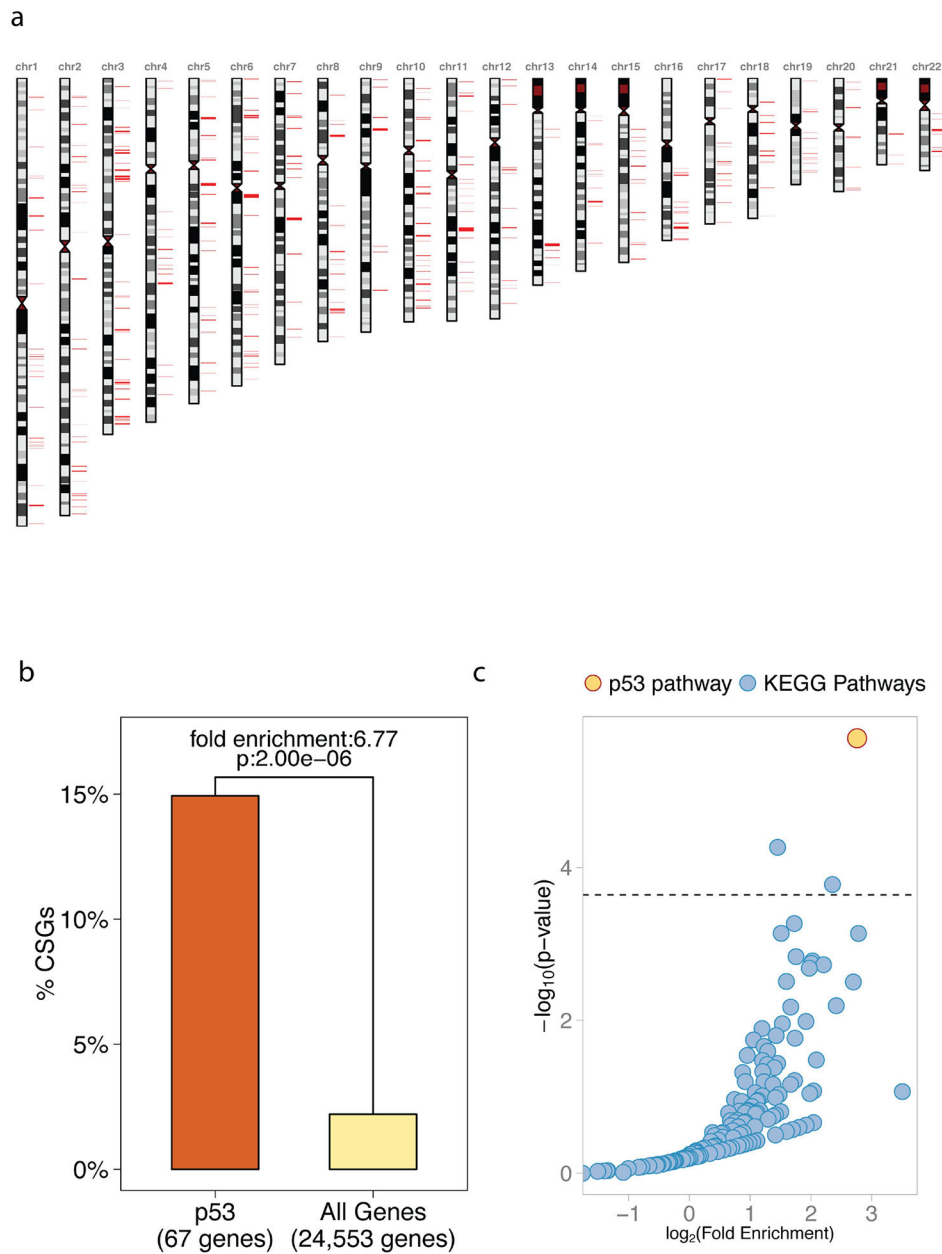 a
chr1 chr2 chr3 chr4 chr5 chr6 chr7 chr8 chr9 chr10 chr11 chr12 chr13 chr14 chr15 chr16 chr17 chr18 chr19 chr20 chr21 chr22
b
fold enrichment:6.77
p:2.00e−06
15%
10%
5%
0%
% CSGs
p53
(67 genes)
All Genes
(24,553 genes)
c
p53 pathway KEGG Pathways
4
2
0
−log10(p−value)
−1 0 1 2 3
log2(Fold Enrichment)